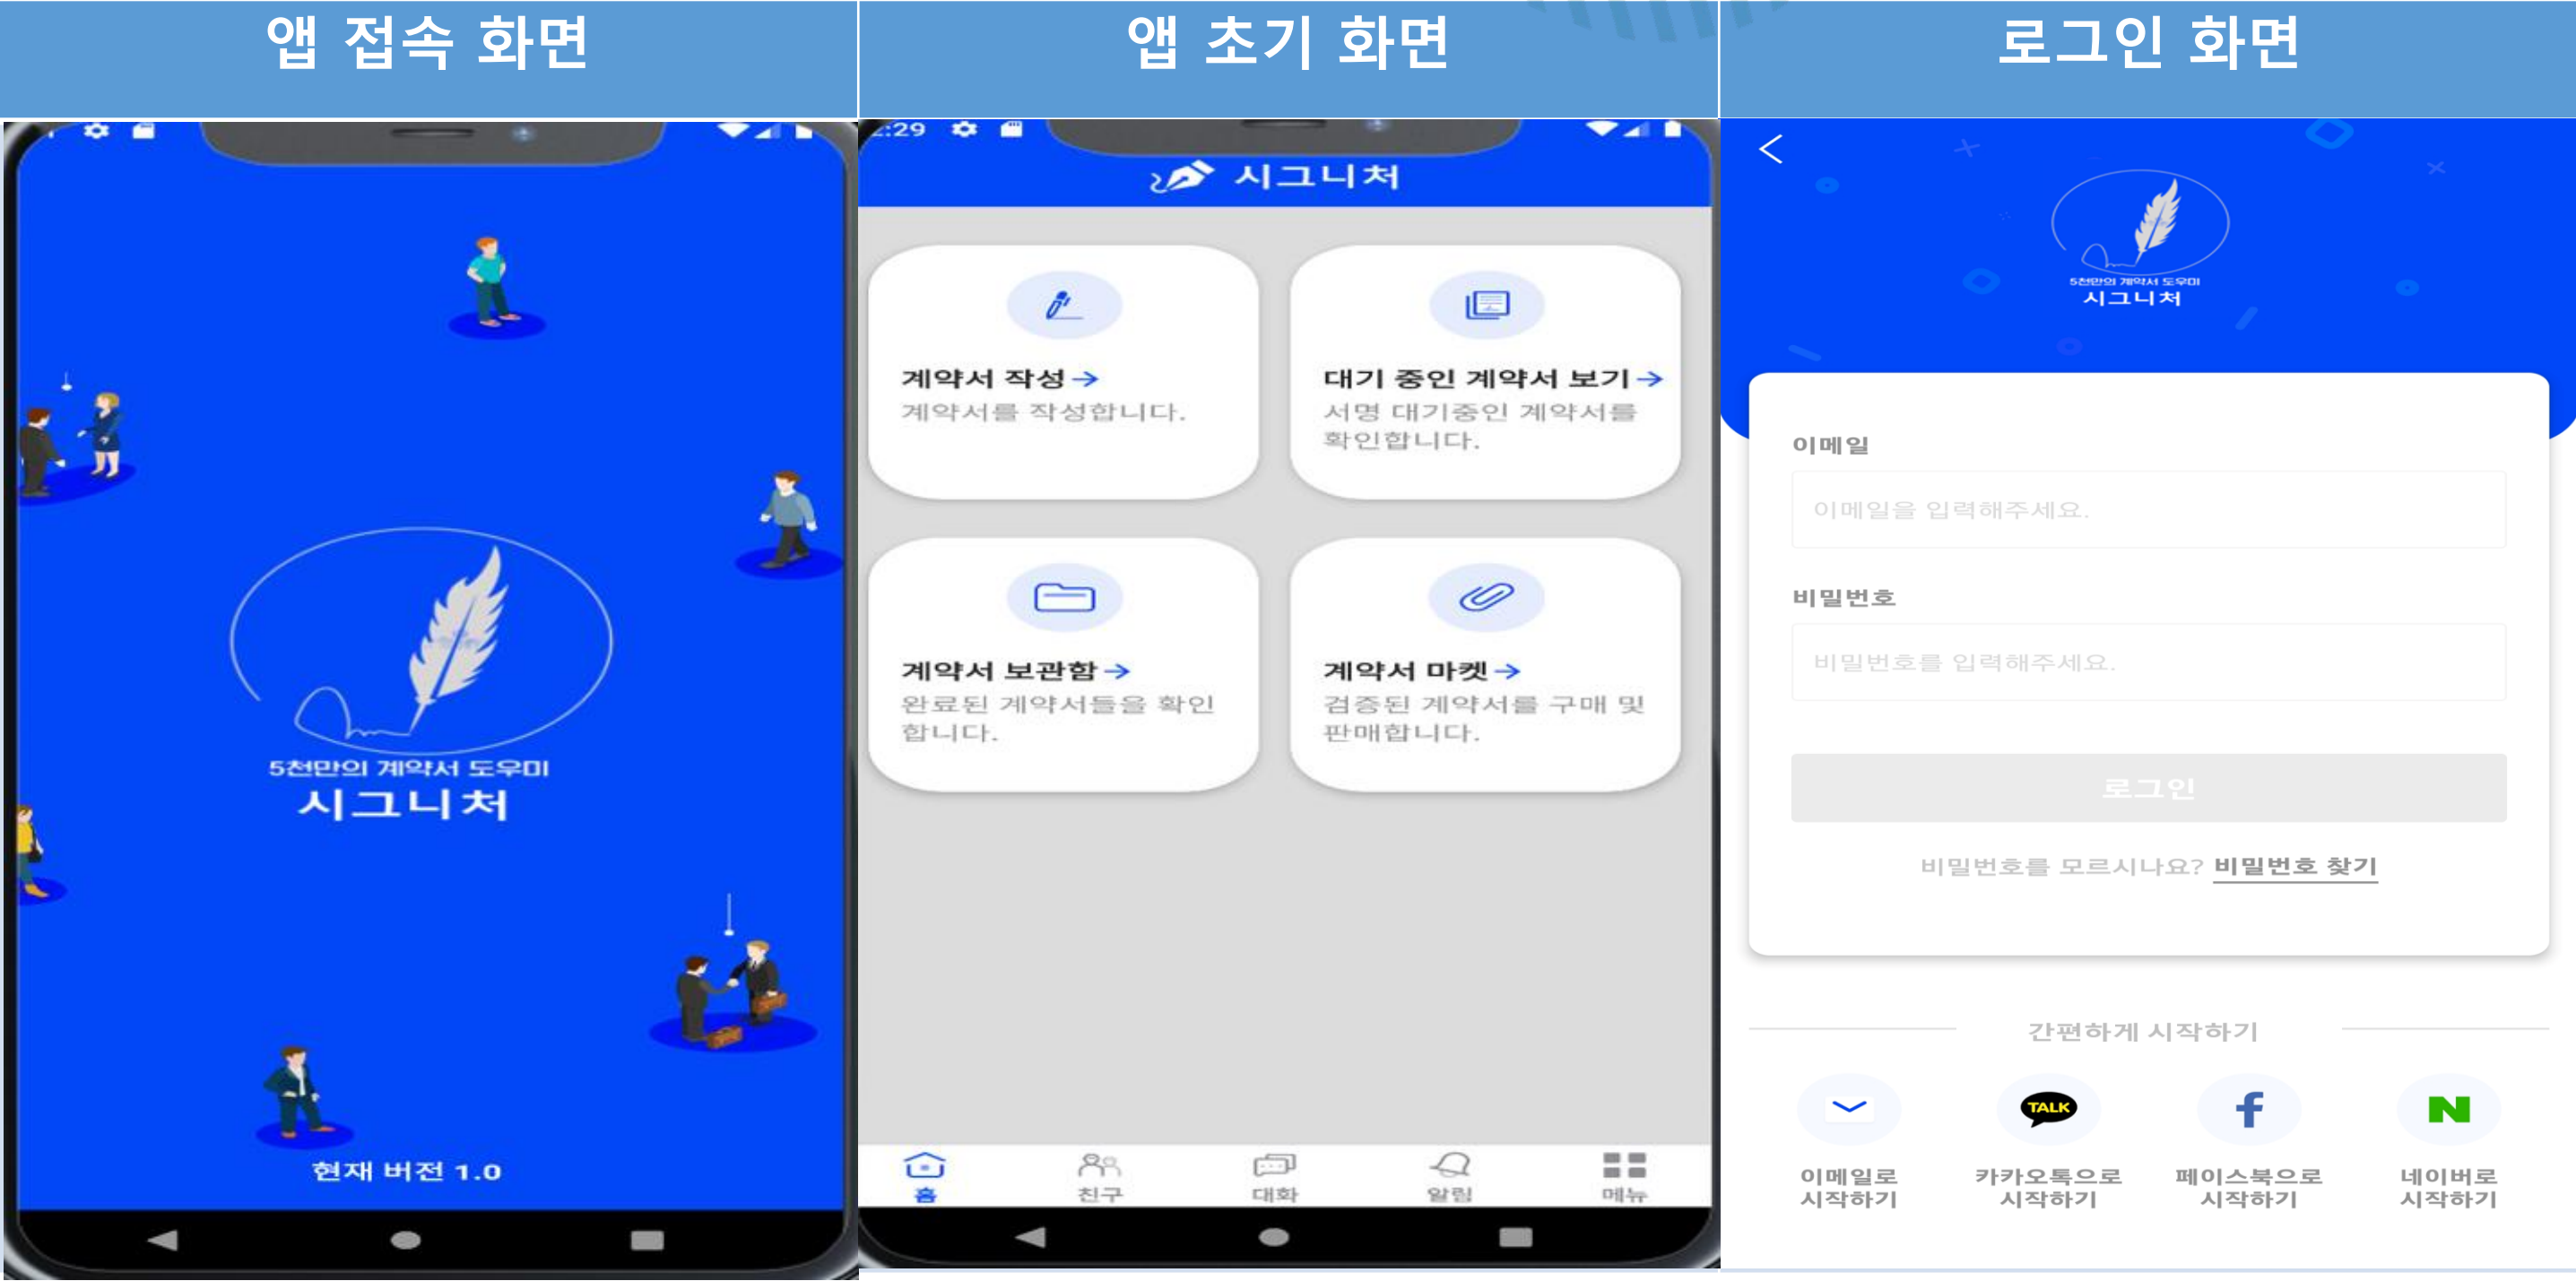 앱 접속 화면
5천만의 계약서 도우미
시그니처
현재 버전 1.0
앱 초기 화면
:29
시그니처
계약서 작성→
계약서를 작성합니다.
대기 중인 계약서 보기→
서명 대기중인 계약서를
확인합니다.
계약서 보관함→
완료된 계약서들을 확인
합니다.
계약서 마켓→
검증된 계약서를 구매 및
판매합니다.
홈
친구
대화
알림
메뉴
로그인 화면
5천만의 계약서 도우미
시그니처
이메일
이메일을 입력해주세요.
비밀번호
비밀번호를 입력해주세요.
로그인
비밀번호를 모르시나요? 비밀번호 찾기
간편하게 시작하기
TALK
f
N
이메일로
시작하기
카카오톡으로
시작하기
페이스북으로
시작하기
네이버로
시작하기